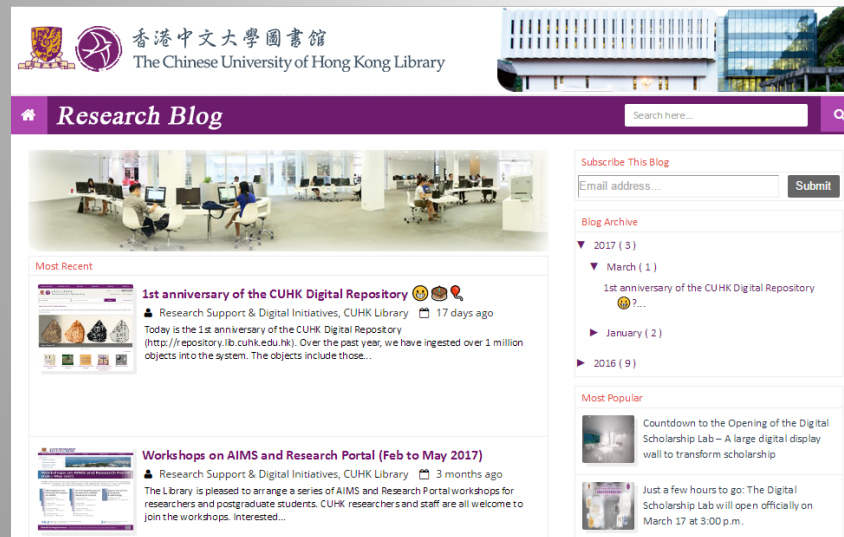 香港中文大學圖書館
The Chinese University of Hong Kong Library
Research Blog
Search here...
Most Recent
1st anniversary of the CUHK Digital Repository 😀🎂🎈
Research Support & Digital Initiatives, CUHK Library 17 days ago
Today is the 1st anniversary of the CUHK Digital Repository
(http://repository.lib.cuhk.edu.hk). Over the past year, we have ingested over 1 million
objects into the system. The objects include those...
Workshops on AIMS and Research Portal (Feb to May 2017)
Research Support & Digital Initiatives, CUHK Library 3 months ago
The Library is pleased to arrange a series of AIMS and Research Portal workshops for
researchers and postgraduate students. CUHK researchers and staff are all welcome to
join the workshops. Interested...
Subscribe This Blog
Email address...
Submit
Blog Archive
▼ 2017 ( 3 )
▼ March ( 1 )
1st anniversary of the CUHK Digital Repository
😀?...
► January ( 2 )
► 2016 ( 9 )
Most Popular
Countdown to the Opening of the Digital
Scholarship Lab – A large digital display
wall to transform scholarship
Just a few hours to go: The Digital
Scholarship Lab will open officially on
March 17 at 3:00 p.m.